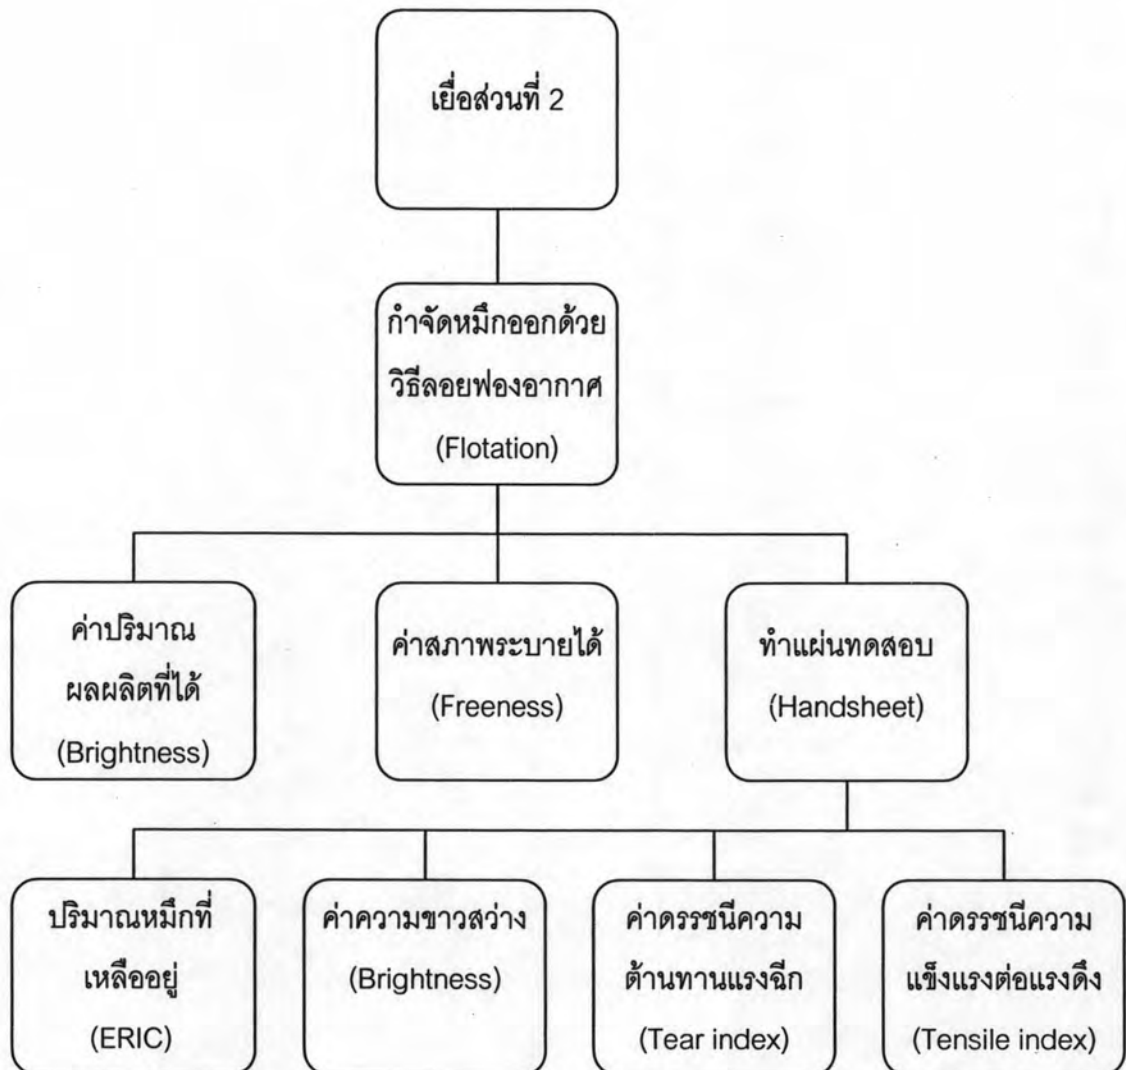 เยื่อส่วนที่ 2
กำจัดหมึกออกด้วย
วิธีลอยฟองอากาศ
(Flotation)
ค่าปริมาณ
ผลผลิตที่ได้
(Brightness)
ค่าสภาพระบายได้
(Freeness)
ทำแผ่นทดสอบ
(Handsheet)
ปริมาณหมึกที่
เหลืออยู่
(ERIC)
ค่าความขาวสว่าง
(Brightness)
ค่าดรรชนีความ
ต้านทานแรงฉีก
(Tear index)
ค่าดรรชนีความ
แข็งแรงต่อแรงดึง
(Tensile index)